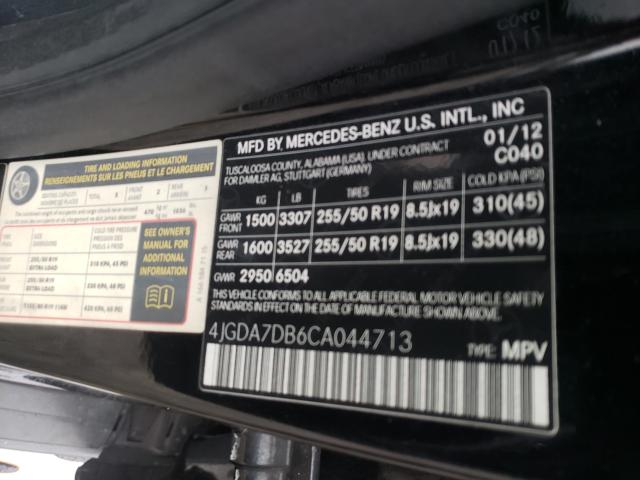 MFD BY MERCEDES-BENZ U.S. INTL., INC
TUSCALOOSA COUNTY, ALABAMA (USA), UNDER CONTRACT
FOR DAIMLER AG, STUTTGART (GERMANY)
01/12
C040
KG LB TIRES RIM SIZE COLD KPA (PSI)
GAWR FRONT 1500 3307 255/50 R19 8.5Jx19 310(45)
GAWR REAR 1600 3527 255/50 R19 8.5Jx19 330(48)
GVWR 2950 6504
THIS VEHICLE CONFORMS TO ALL APPLICABLE FEDERAL MOTOR VEHICLE SAFETY
STANDARDS IN EFFECT ON THE DATE OF MANUFACTURE SHOWN ABOVE.
4JGDA7DB6CA044713
TYPE: MPV
TIRE AND LOADING INFORMATION
RENSEIGNEMENTS SUR LES PNEUS ET LE CHARGEMENT
SEE OWNER'S
MANUAL FOR
ADDITIONAL
INFORMATION